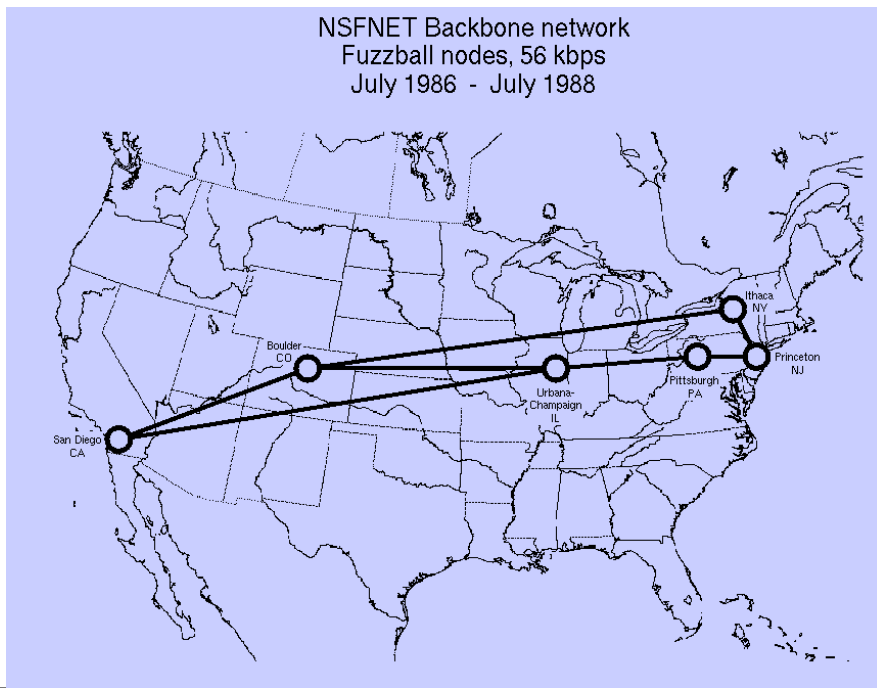 NSFNET Backbone network
Fuzzball nodes, 56 kbps
July 1986 - July 1988
Ithaca
NY
Boulder
CO
Princeton
NJ
Pittsburgh
PA
Urbana-
Champaign
IL
San Diego
CA